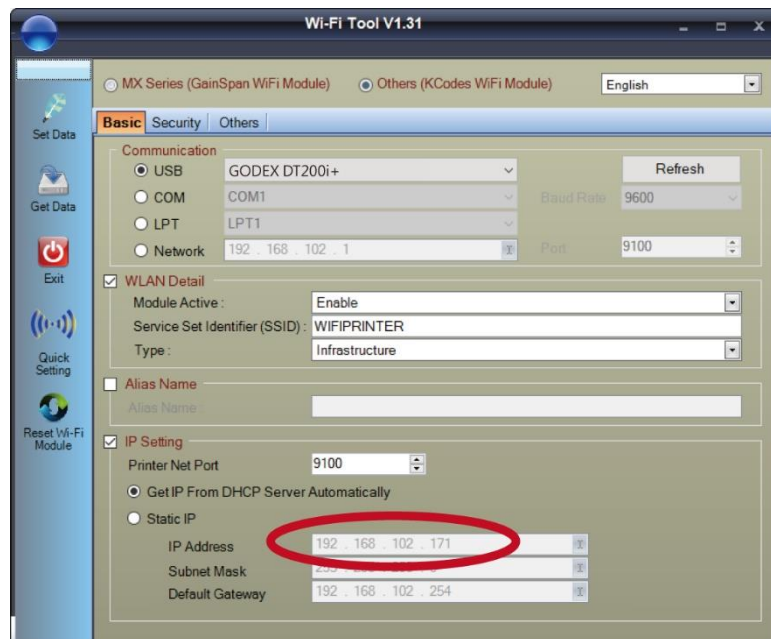 Wi-Fi Tool V1.31
MX Series (GainSpan WiFi Module) Others (KCodes WiFi Module) English
Set Data
Get Data
Exit
Quick Setting
Reset Wi-Fi Module
Basic Security Others
Communication
USB GODEX DT200i+ Refresh
COM COM1 Baud Rate 9600
LPT LPT1
Network 192 . 168 . 102 . 1 Port 9100
WLAN Detail
Module Active : Enable
Service Set Identifier (SSID) : WIFIPRINTER
Type : Infrastructure
Alias Name
Alias Name :
IP Setting
Printer Net Port 9100
Get IP From DHCP Server Automatically
Static IP
IP Address 192 . 168 . 102 . 171
Subnet Mask
Default Gateway 192 . 168 . 102 . 254